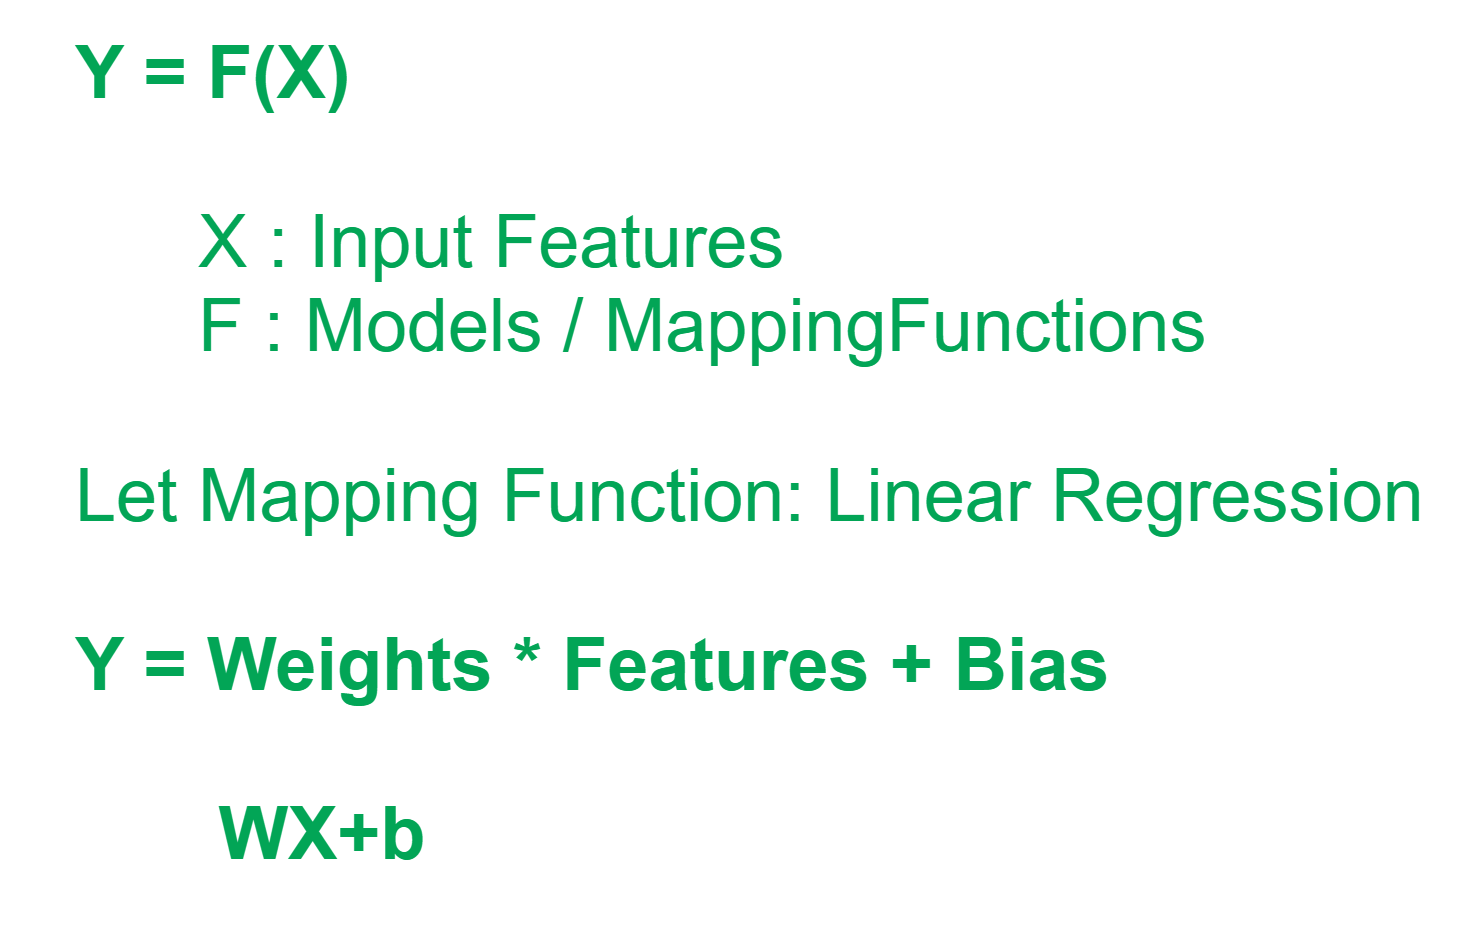 Y = F(X)
X : Input Features
F : Models / MappingFunctions
Let Mapping Function: Linear Regression
Y = Weights * Features + Bias
WX+b